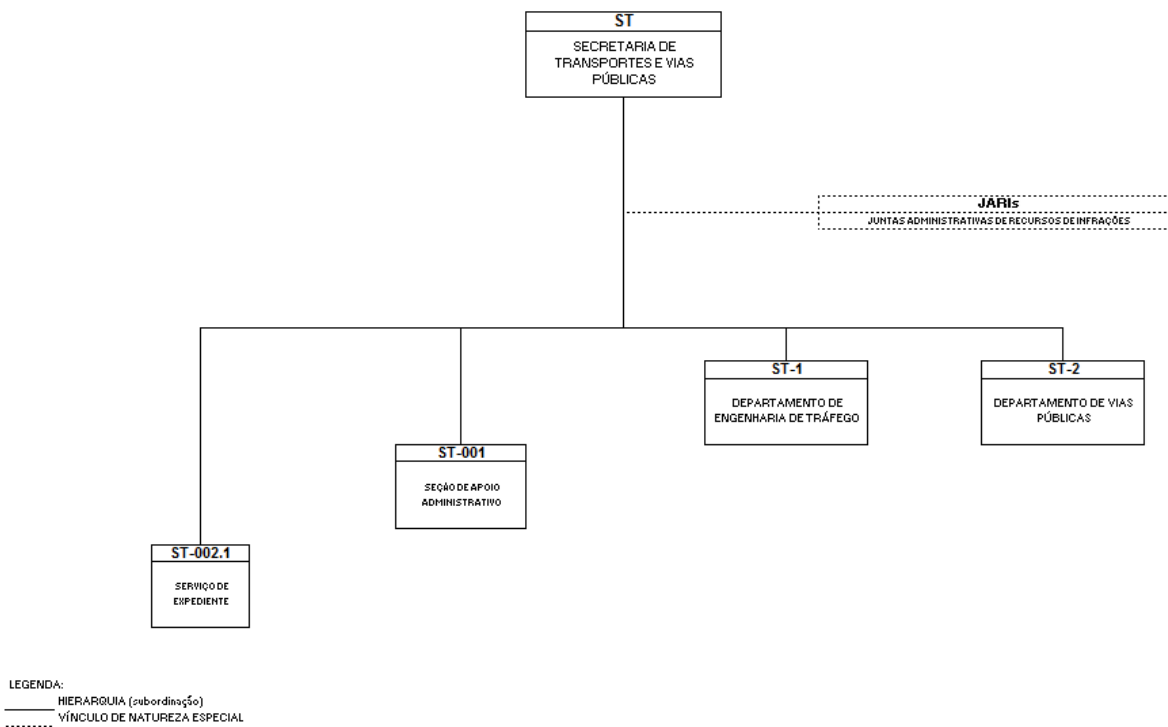 ST
SECRETARIA DE
TRANSPORTES E VIAS
PÚBLICAS
JARIs
JUNTAS ADMINISTRATIVAS DE RECURSOS DE INFRAÇÕES
ST-1
DEPARTAMENTO DE
ENGENHARIA DE TRÁFEGO
ST-2
DEPARTAMENTO DE VIAS
PÚBLICAS
ST-001
SEÇÃO DE APOIO
ADMINISTRATIVO
ST-002.1
SERVIÇO DE
EXPEDIENTE
LEGENDA:
HIERARQUIA (subordinação)
VÍNCULO DE NATUREZA ESPECIAL